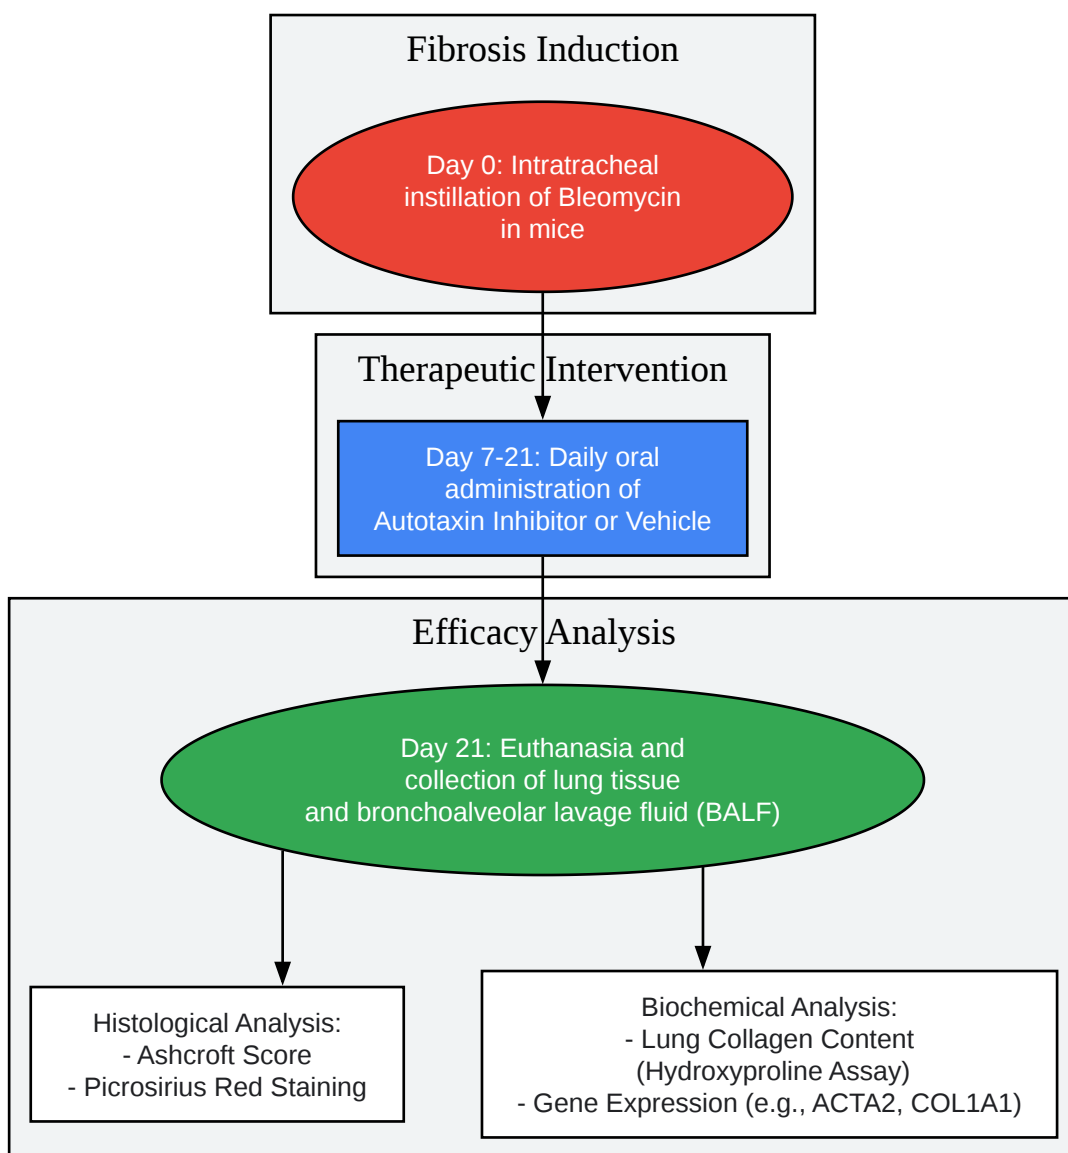 Fibrosis Induction
Day 0: Intratracheal
instillation of Bleomycin
in mice
Therapeutic Intervention
Day 7-21: Daily oral
administration of
Autotaxin Inhibitor or Vehicle
Efficacy Analysis
Day 21: Euthanasia and
collection of lung tissue
and bronchoalveolar lavage fluid (BALF)
Histological Analysis:
- Ashcroft Score
- Picrosirius Red Staining
Biochemical Analysis:
- Lung Collagen Content
(Hydroxyproline Assay)
- Gene Expression (e.g., ACTA2, COL1A1)